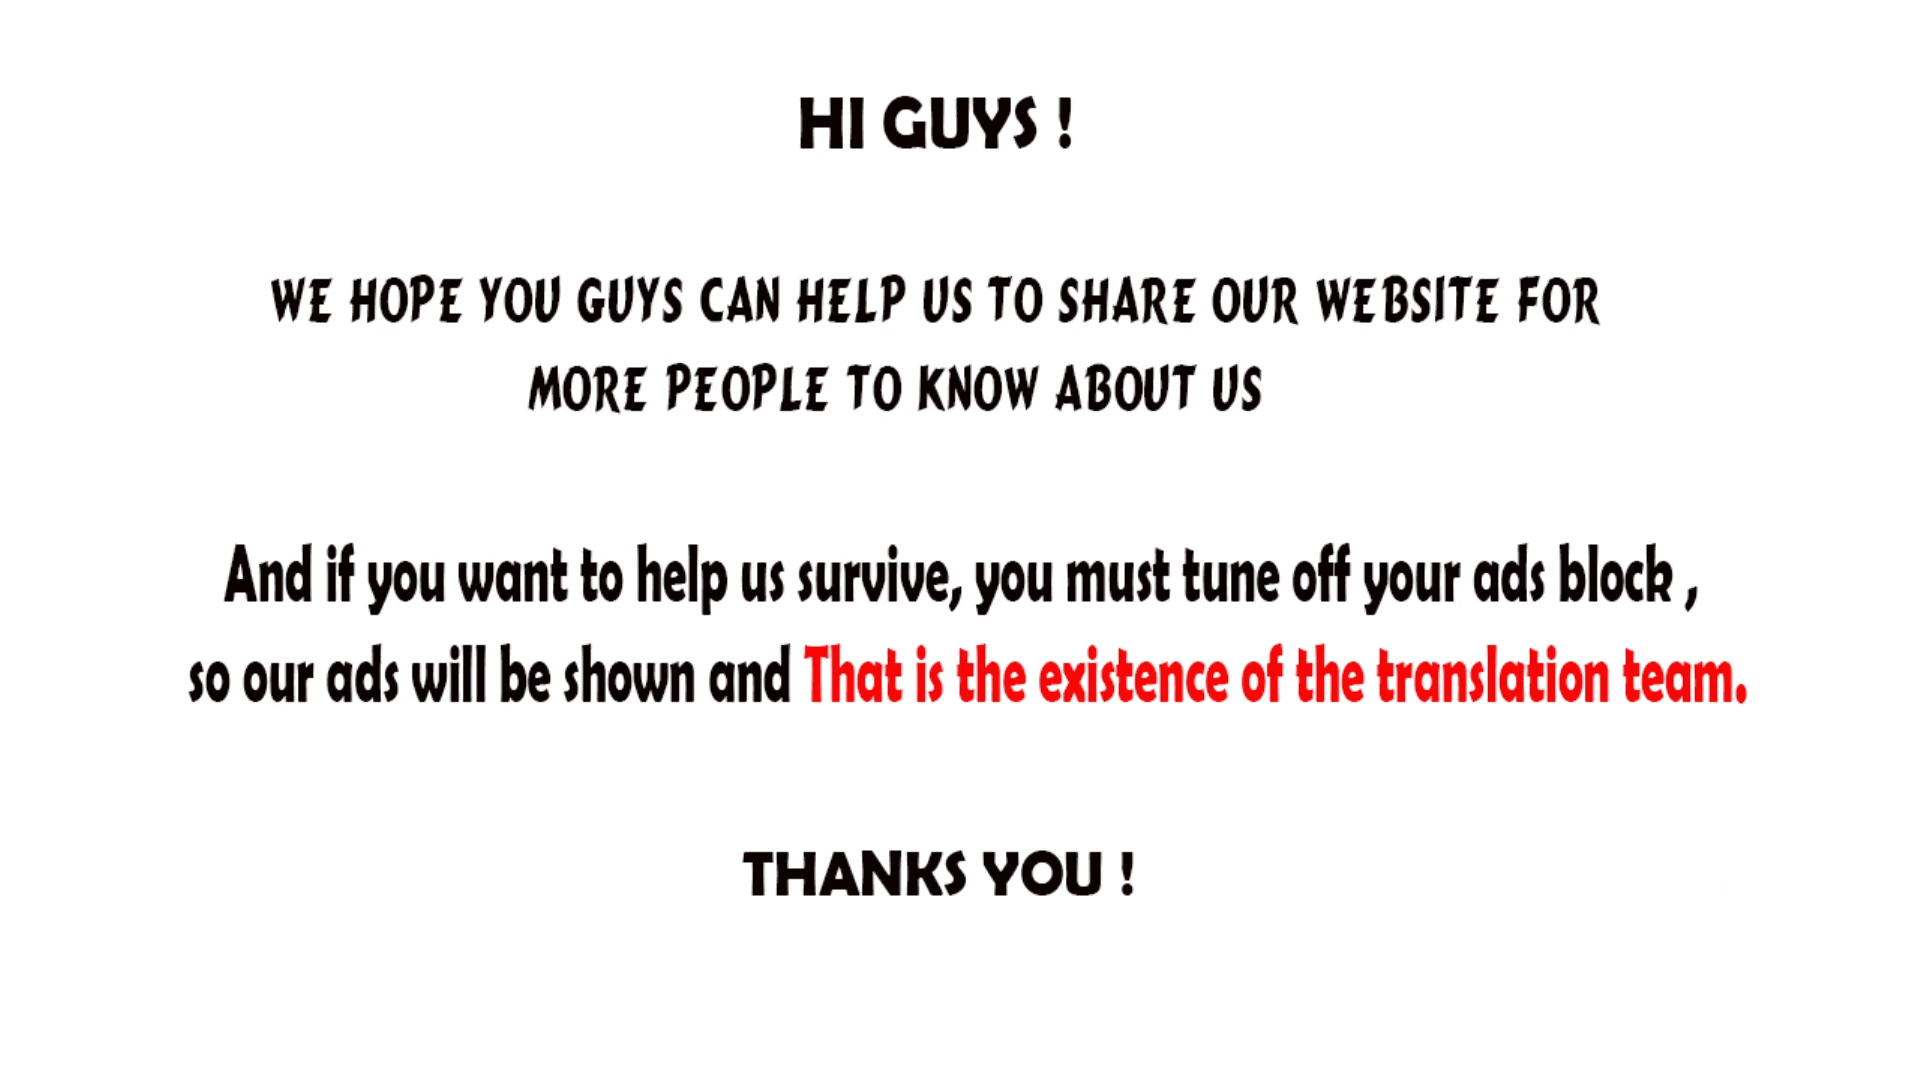 HI GUYS !
WE HOPE YOU GUYS CAN HELP US TO SHARE OUR WEBSITE FOR
MORE PEOPLE TO KNOW ABOUT US
And if you want to help us survive, you must tune off your ads block ,
so our ads will be shown and That is the existence of the translation team.
THANKS YOU !